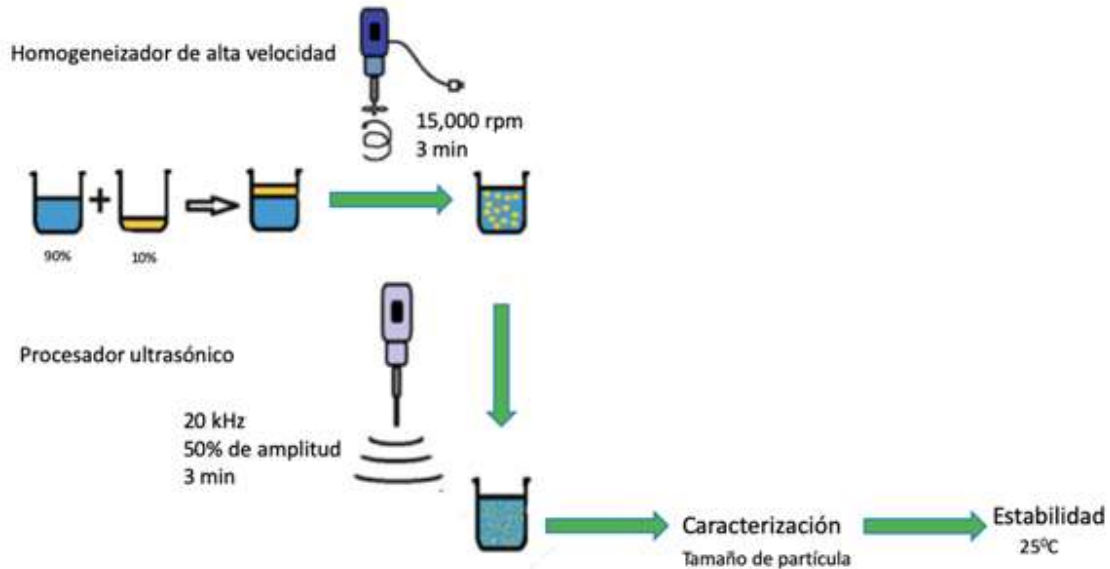 Homogeneizador de alta velocidad
15,000 rpm
3 min
+
90%
10%
Procesador ultrasónico
20 kHz
50% de amplitud
3 min
Caracterización
Tamaño de partícula
Estabilidad
25⁰C